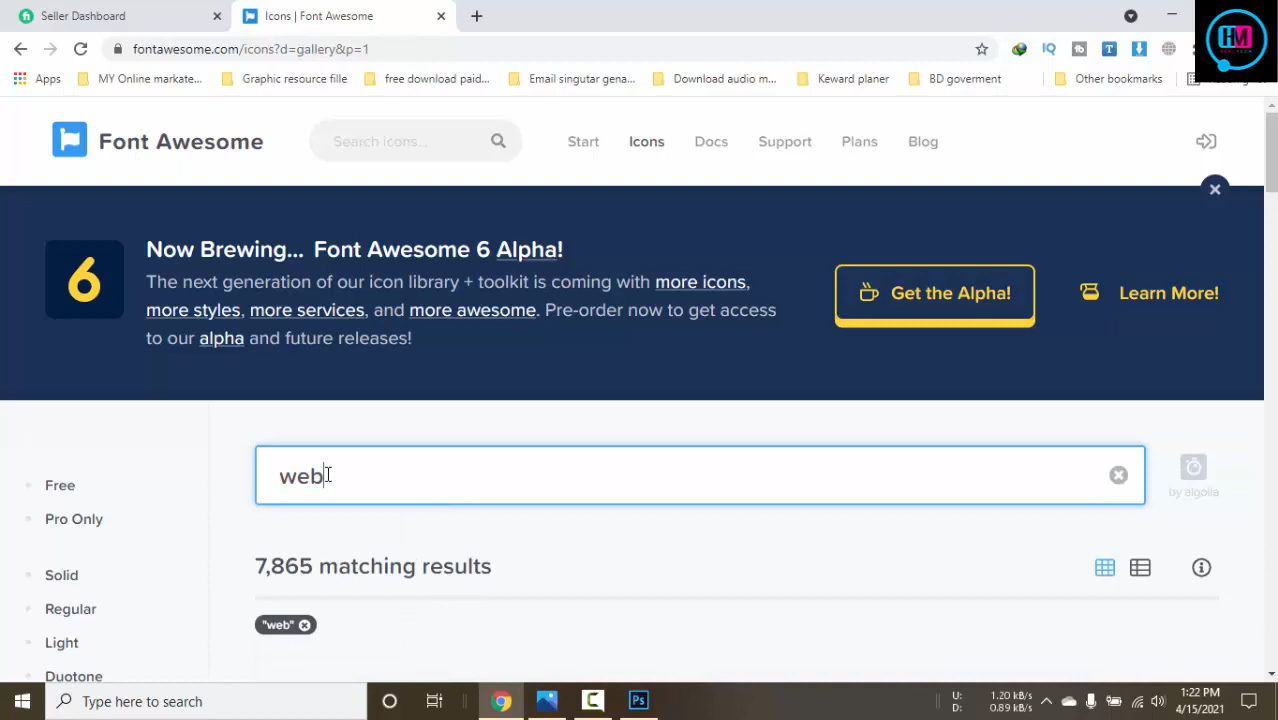 Seller Dashboard
Icons | Font Awesome
fontawesome.com/icons?d=gallery&p=1
Apps
MY Online markate...
Graphic resource fille
free download paid...
Email singutar gena...
Download audio m...
Keward planer
BD goverment
Other bookmarks
HM
Font Awesome
Search icons...
Start
Icons
Docs
Support
Plans
Blog
6
Now Brewing... Font Awesome 6 Alpha!
The next generation of our icon library + toolkit is coming with more icons,
more styles, more services, and more awesome. Pre-order now to get access
to our alpha and future releases!
Get the Alpha!
Learn More!
web
by algolia
Free
Pro Only
7,865 matching results
"web"
Solid
Regular
Light
Duotone
Type here to search
Ps
U:
D:
1.20 kB/s
0.89 kB/s
1:22 PM
4/15/2021